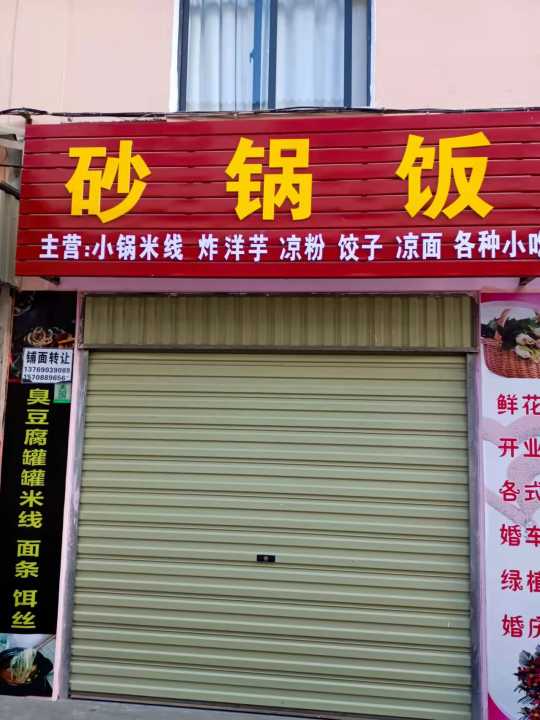 砂锅饭
主营:小锅米线 炸洋芋 凉粉 饺子 凉面 各种小吃
铺面转让
13769039089
臭豆腐罐罐米线 面条 饵丝
鲜花
开业
各式
婚车
绿植
婚庆